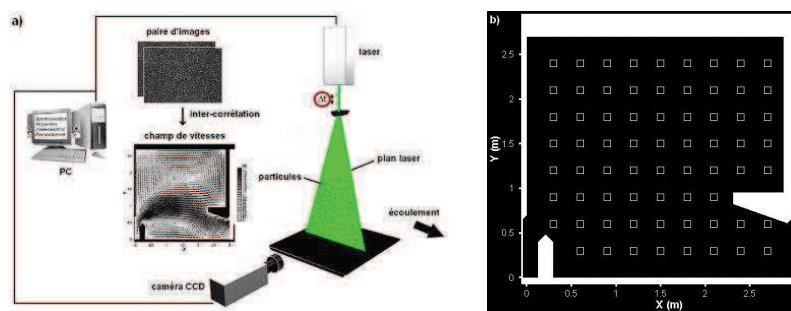 a)
paire d'images
laser
Δt
inter-corrélation
champ de vitesses
PC
particules
plan laser
écoulement
caméra CCD
b)
Y (m)
2.5
2
1.5
1
0.5
0
0
0.5
1
1.5
2
2.5
X (m)